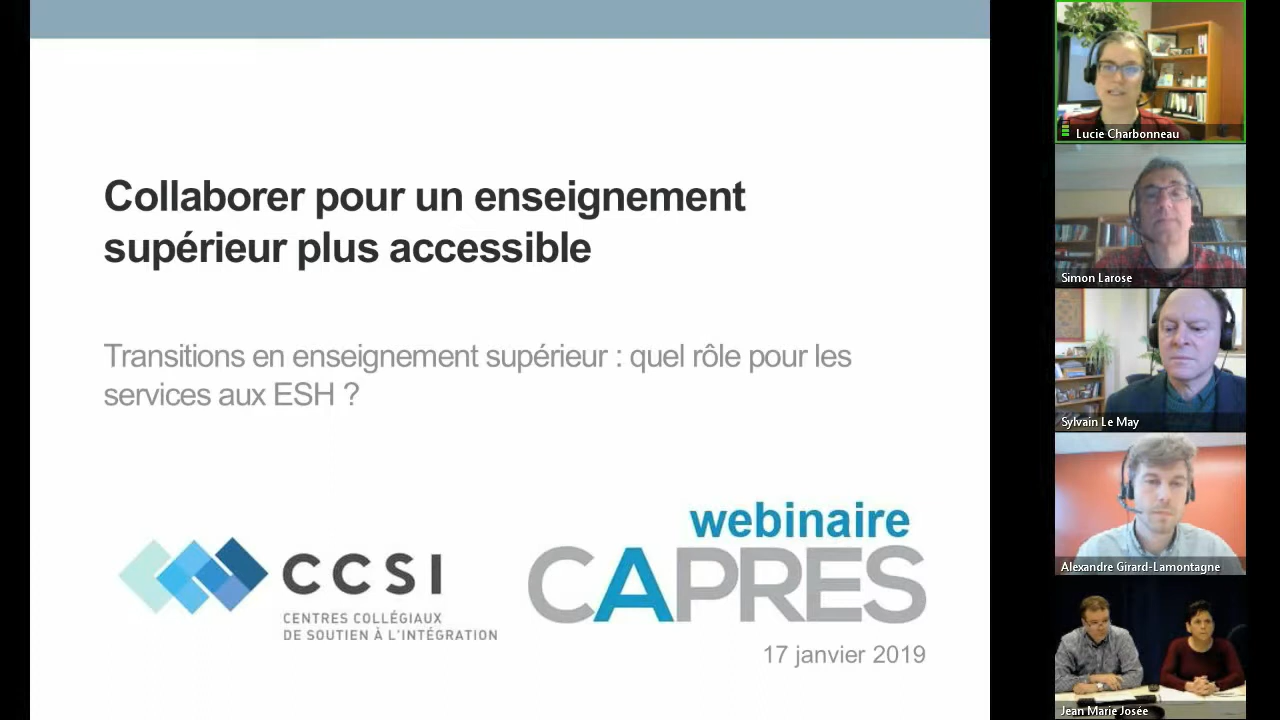 Collaborer pour un enseignement
supérieur plus accessible
Transitions en enseignement supérieur : quel rôle pour les
services aux ESH ?
CCSI
CENTRES COLLÉGIAUX
DE SOUTIEN À L'INTÉGRATION
webinaire
CAPRES
17 janvier 2019
Lucie Charbonneau
Simon Larose
Sylvain Le May
Alexandre Girard-Lamontagne
Jean Marie Josée